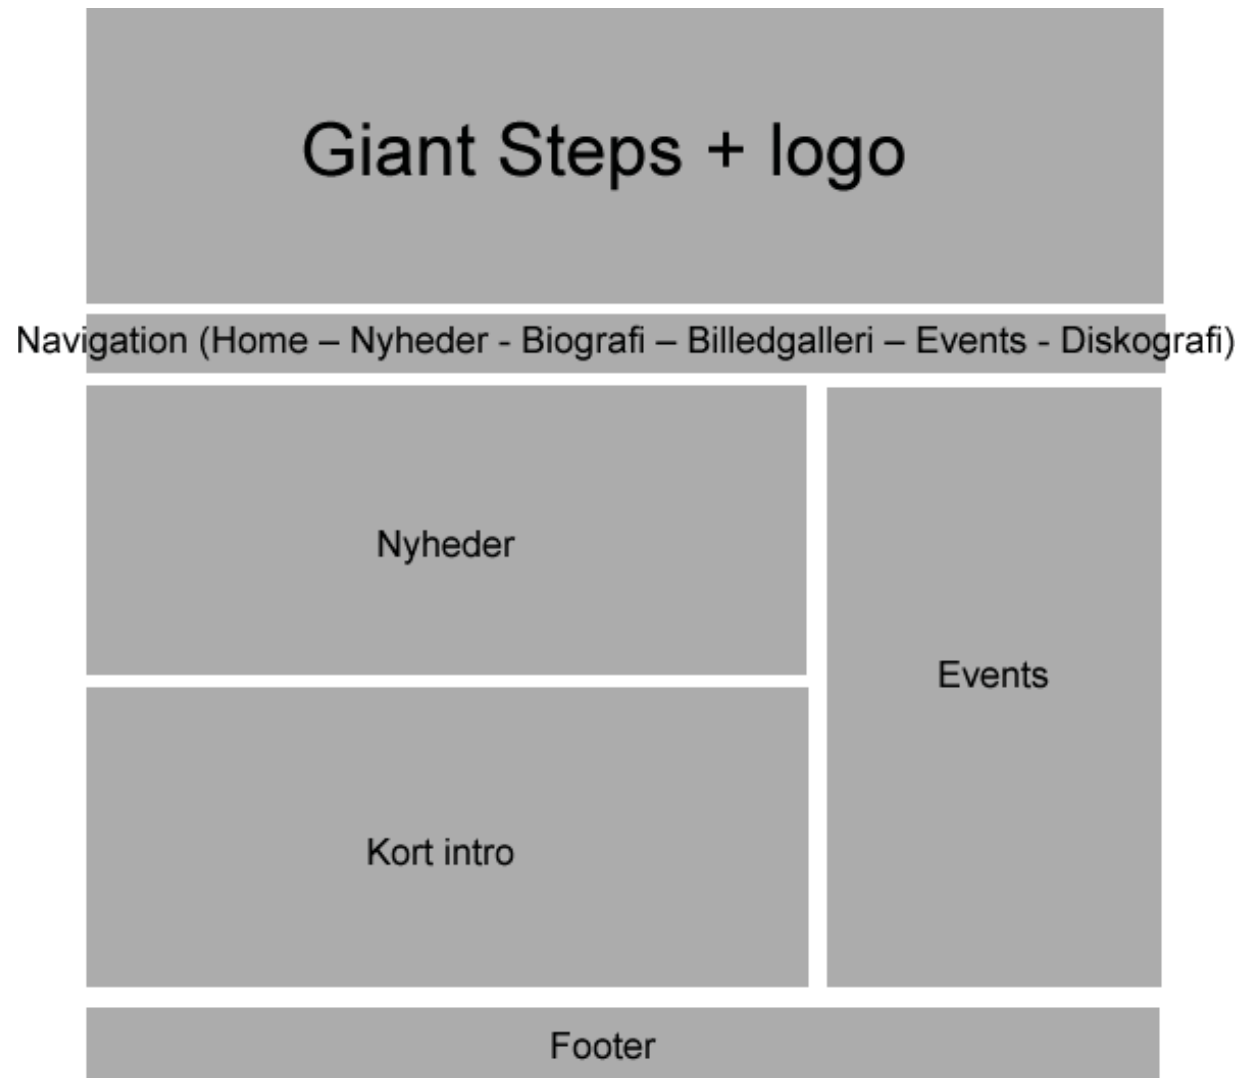 Giant Steps + logo
Navigation (Home – Nyheder - Biografi – Billedgalleri – Events - Diskografi)
Nyheder
Events
Kort intro
Footer